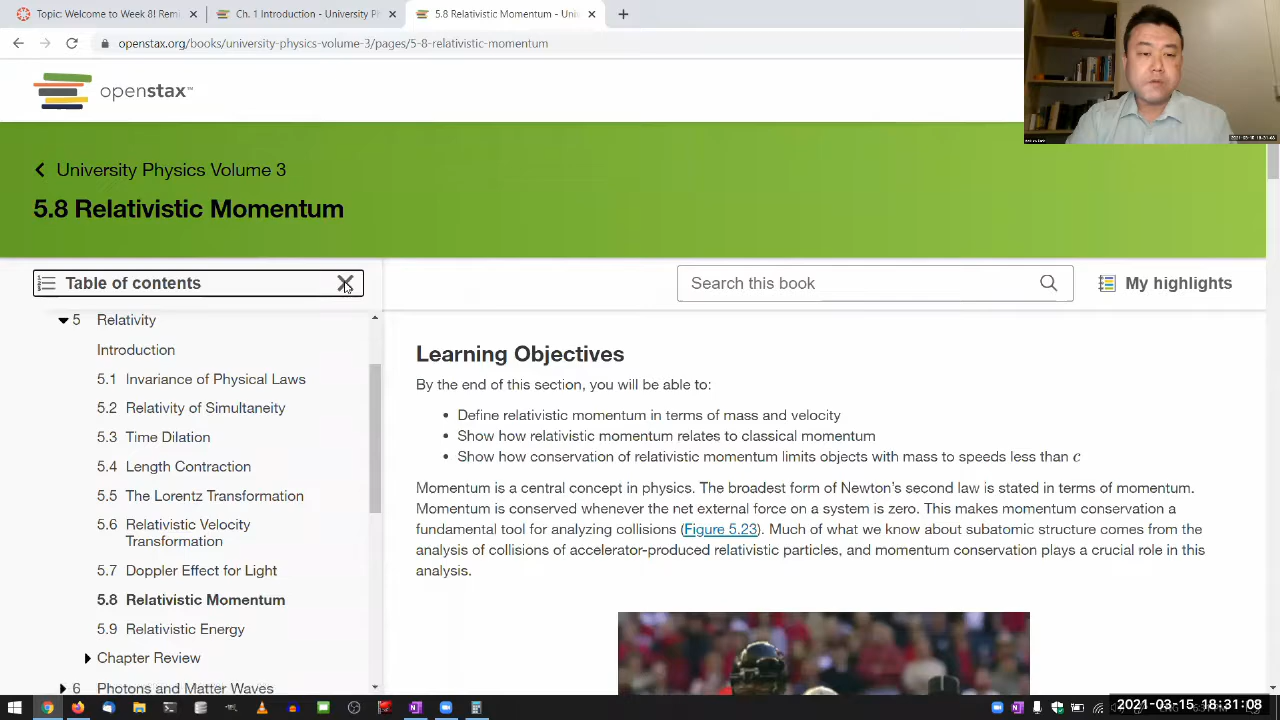 Topic: Welcome to Week 8! Remi
Ch. 1 Introduction - University P
5.8 Relativistic Momentum - Uni
openstax.org/books/university-physics-volume-3/pages/5-8-relativistic-momentum
openstax™
University Physics Volume 3
5.8 Relativistic Momentum
Table of contents
Search this book
My highlights
5 Relativity
Introduction
5.1 Invariance of Physical Laws
5.2 Relativity of Simultaneity
5.3 Time Dilation
5.4 Length Contraction
5.5 The Lorentz Transformation
5.6 Relativistic Velocity
Transformation
5.7 Doppler Effect for Light
5.8 Relativistic Momentum
5.9 Relativistic Energy
Chapter Review
6 Photons and Matter Waves
Learning Objectives
By the end of this section, you will be able to:
• Define relativistic momentum in terms of mass and velocity
• Show how relativistic momentum relates to classical momentum
• Show how conservation of relativistic momentum limits objects with mass to speeds less than c
Momentum is a central concept in physics. The broadest form of Newton's second law is stated in terms of momentum.
Momentum is conserved whenever the net external force on a system is zero. This makes momentum conservation a
fundamental tool for analyzing collisions (Figure 5.23). Much of what we know about subatomic structure comes from the
analysis of collisions of accelerator-produced relativistic particles, and momentum conservation plays a crucial role in this
analysis.
2021-03-15 18:31:08